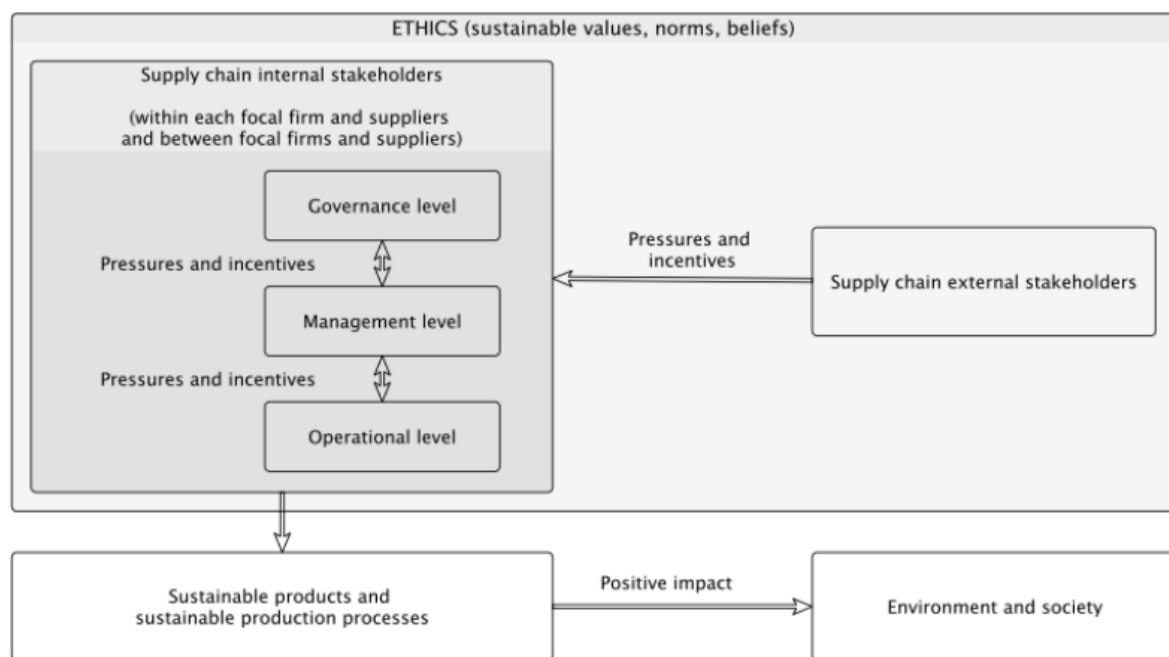 ETHICS (sustainable values, norms, beliefs)
Supply chain internal stakeholders
(within each focal firm and suppliers
and between focal firms and suppliers)
Governance level
Pressures and incentives
Management level
Pressures and incentives
Operational level
Pressures and
incentives
Supply chain external stakeholders
Sustainable products and
sustainable production processes
Positive impact
Environment and society